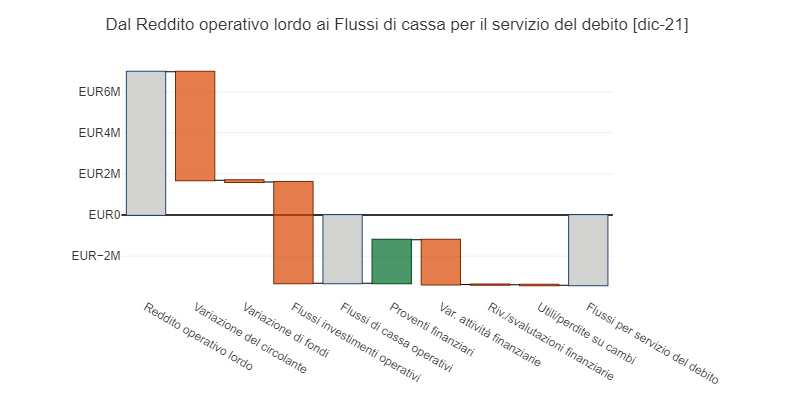 Dal Reddito operativo lordo ai Flussi di cassa per il servizio del debito [dic-21]
EUR6M
EUR4M
EUR2M
EUR0
EUR−2M
Reddito operativo lordo
Variazione del circolante
Variazione di fondi
Flussi investimenti operativi
Flussi di cassa operativi
Proventi finanziari
Var. attività finanziarie
Riv./svalutazioni finanziarie
Utili/perdite su cambi
Flussi per servizio del debito